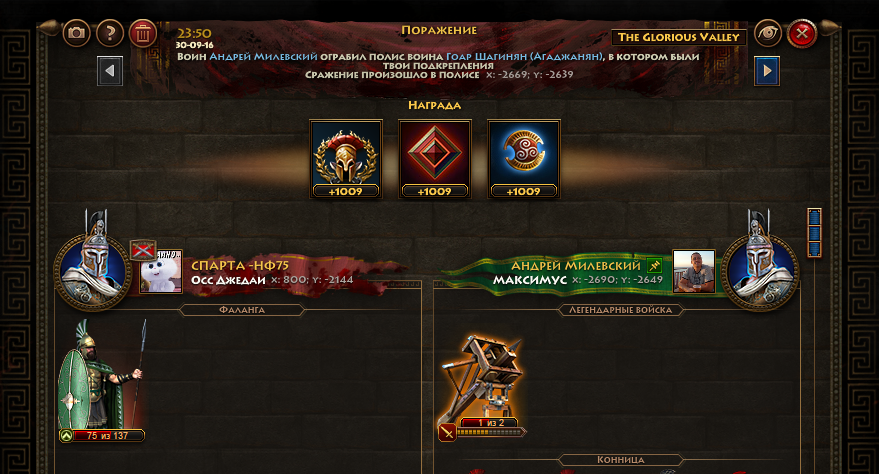 23:50
30-09-16
Поражение
The Glorious Valley
Воин Андрей Милевский ограбил полис воина Гоар Шагинян (Агаджанян), в котором были
твои подкрепления
Сражение произошло в полисе x: -2669; y: -2639
Награда
+1009 +1009 +1009
СПАРТА -НФ75
Осс Джедаи x: 800; y: -2144
Андрей Милевский
МАКСИМУС x: -2690; y: -2649
Фаланга
Легендарные войска
75 из 137
1 из 2
Конница